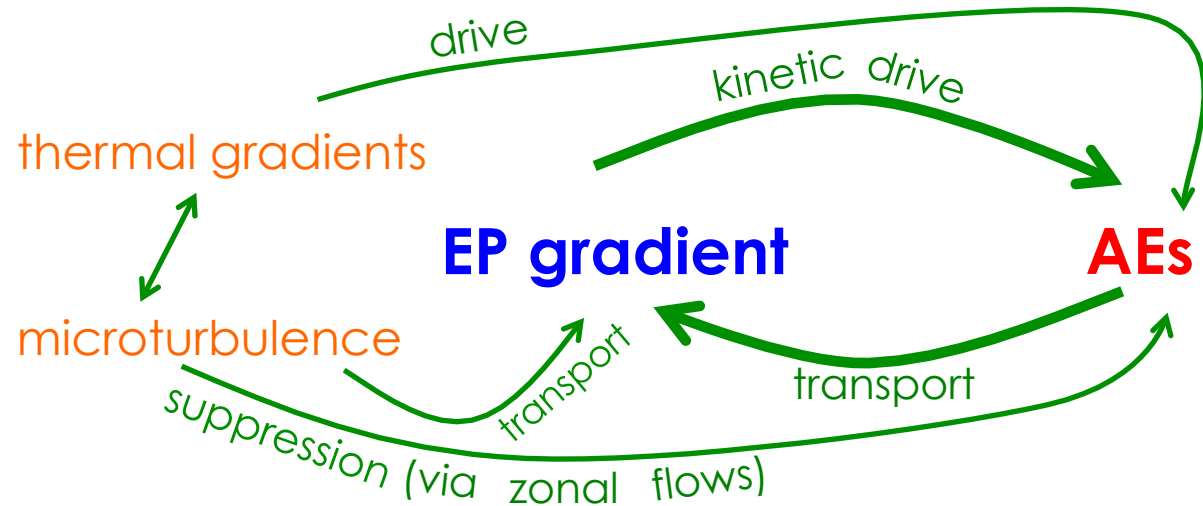 drive
kinetic drive
thermal gradients
EP gradient
AEs
microturbulence
transport
transport
suppression (via zonal flows)